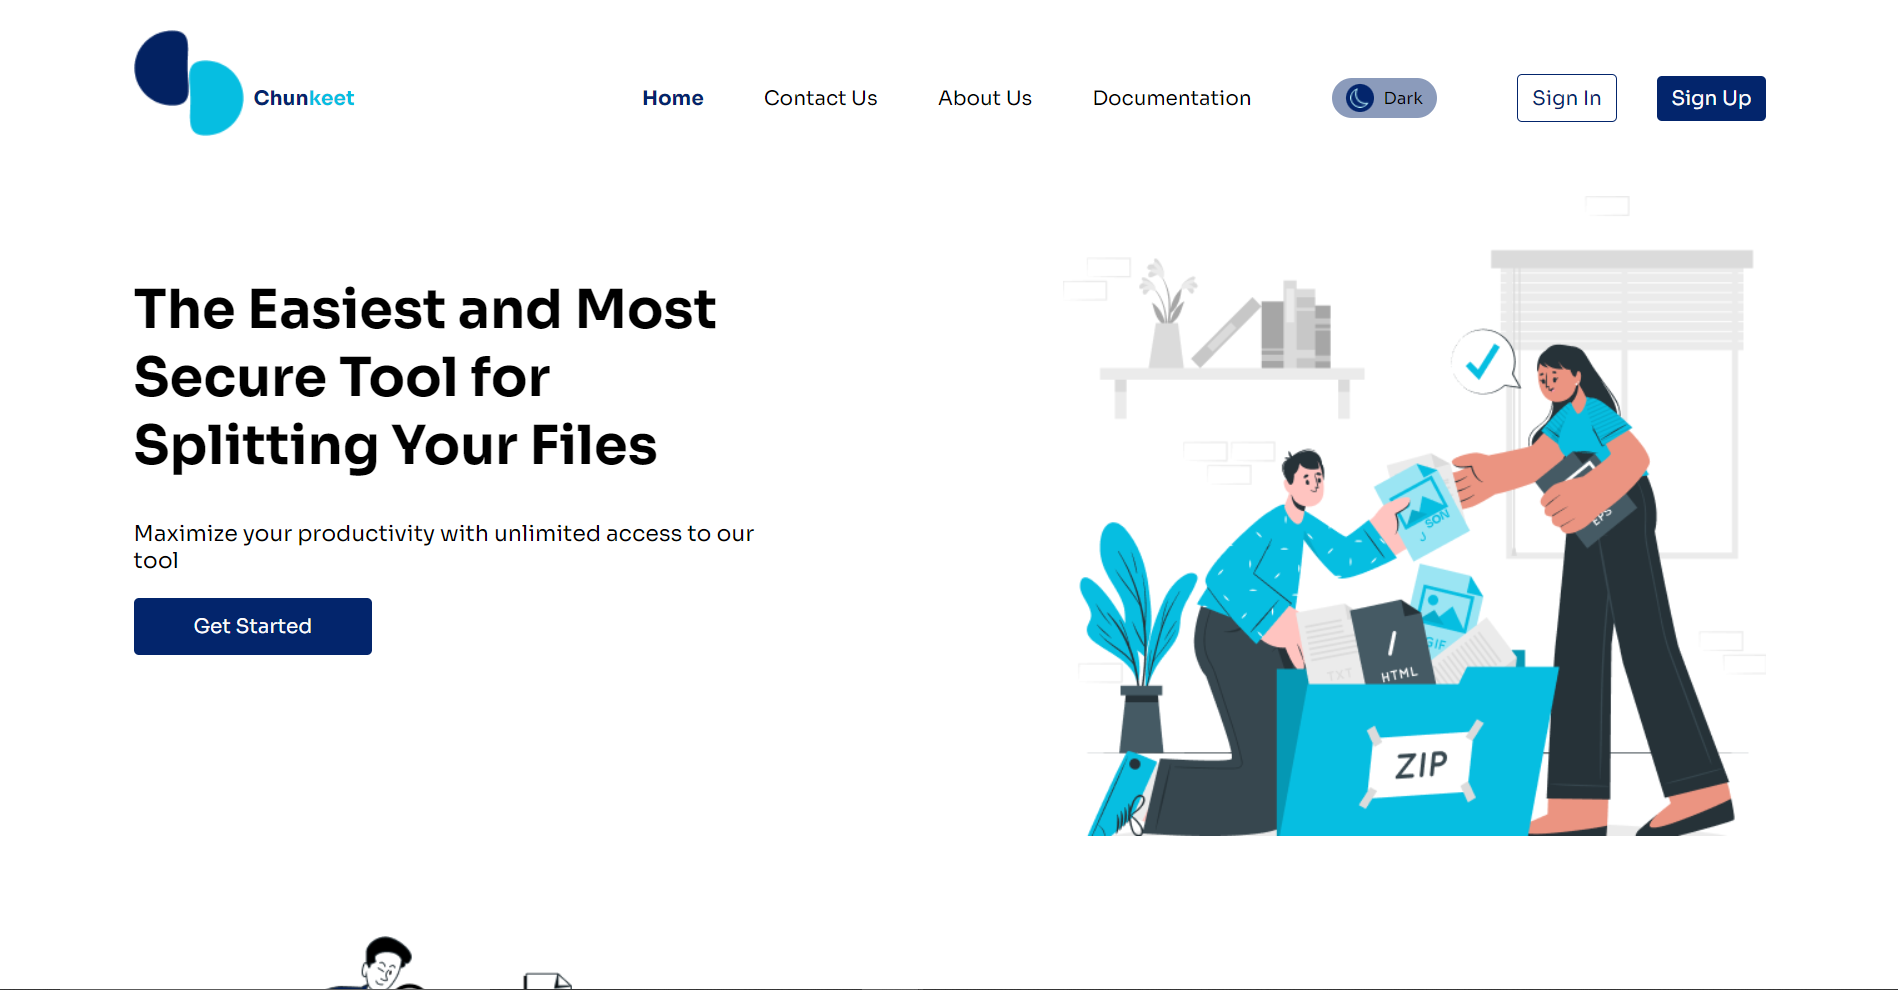 Chunkeet
Home
Contact Us
About Us
Documentation
Dark
Sign In
Sign Up
The Easiest and Most
Secure Tool for
Splitting Your Files
Maximize your productivity with unlimited access to our
tool
Get Started
JSON
EPS
GIF
TXT
HTML
ZIP